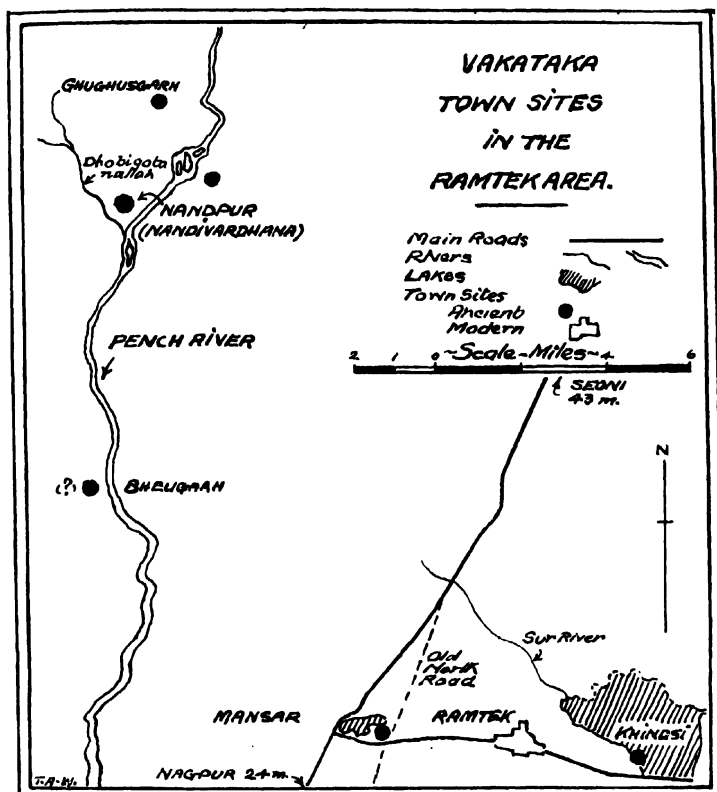 VAKATAKA
TOWN SITES
IN THE
RAMTEK AREA.
Main Roads
Rivers
LAKES
Town Sites
Ancient
Modern
2 1 0 ~Scale-Miles~ 4 6
SEONI
43 m.
GHUGHUSGARH
Dhobigota
nallah
NANDPUR
(NANDIVARDHANA)
PENCH RIVER
(?) BHEUGARH
N
Sur River
Old
North
Road
MANSAR
RAMTEK
KHINDSI
NAGPUR 24 m.
T.A.W.